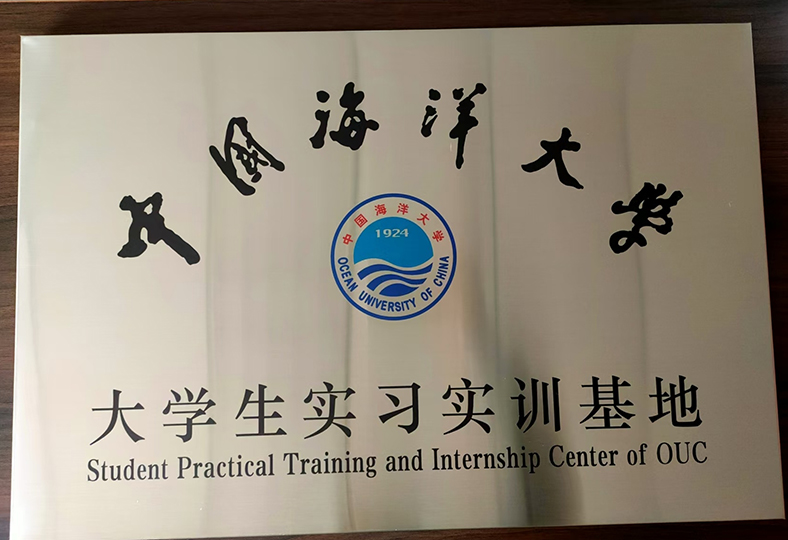 中国海洋大学
中国海洋大学
1924
OCEAN UNIVERSITY OF CHINA
大学生实习实训基地
Student Practical Training and Internship Center of OUC